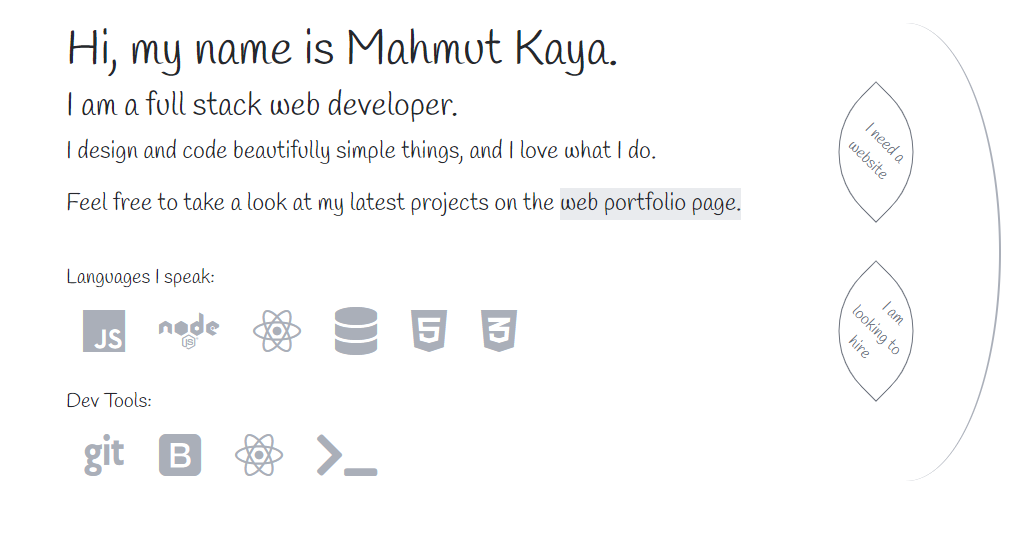 Hi, my name is Mahmut Kaya.
I am a full stack web developer.
I design and code beautifully simple things, and I love what I do.
Feel free to take a look at my latest projects on the web portfolio page.
Languages I speak:
JS
node
JS
5
3
Dev Tools:
git
B
I need a
website
I am
looking to
hire